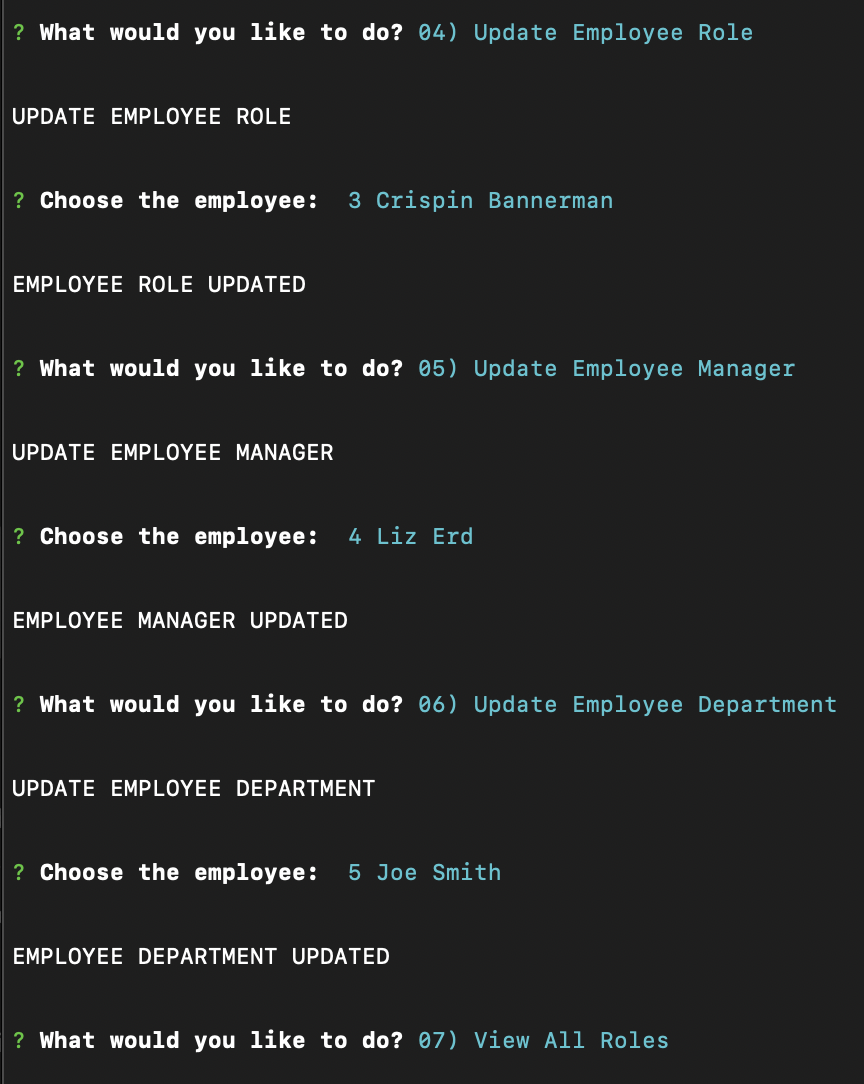 ? What would you like to do? 04) Update Employee Role
UPDATE EMPLOYEE ROLE
? Choose the employee:  3 Crispin Bannerman
EMPLOYEE ROLE UPDATED
? What would you like to do? 05) Update Employee Manager
UPDATE EMPLOYEE MANAGER
? Choose the employee:  4 Liz Erd
EMPLOYEE MANAGER UPDATED
? What would you like to do? 06) Update Employee Department
UPDATE EMPLOYEE DEPARTMENT
? Choose the employee:  5 Joe Smith
EMPLOYEE DEPARTMENT UPDATED
? What would you like to do? 07) View All Roles